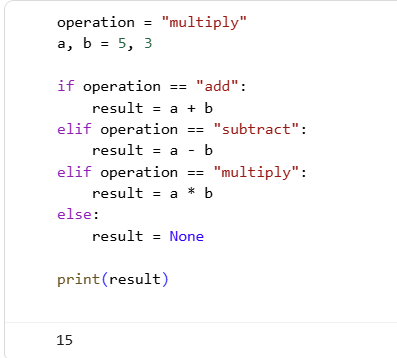 operation = "multiply"
a, b = 5, 3

if operation == "add":
    result = a + b
elif operation == "subtract":
    result = a - b
elif operation == "multiply":
    result = a * b
else:
    result = None

print(result)

15